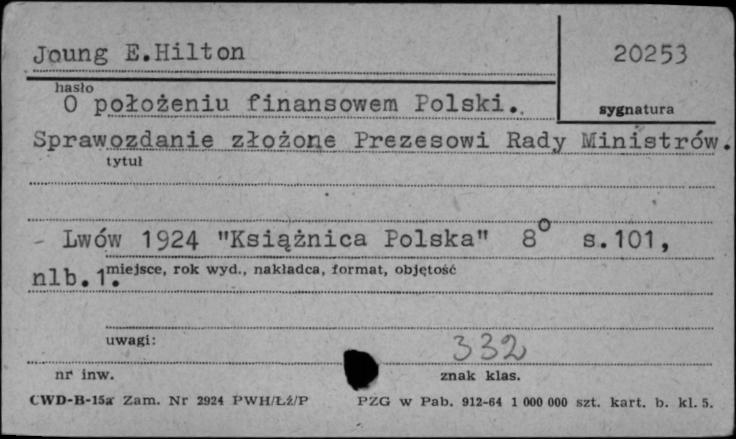 Joung E.Hilton
20253
hasło
O położeniu finansowem Polski.
sygnatura
Sprawozdanie złożone Prezesowi Rady Ministrów.
tytuł
- Lwów 1924 "Książnica Polska" 8° s.101,
miejsce, rok wyd., nakładca, format, objętość
nlb.1.
uwagi:
332
nr inw.
znak klas.
CWD-B-15a Zam. Nr 2924 PWH/Łź/P PZG w Pab. 912-64 1 000 000 szt. kart. b. kl. 5.